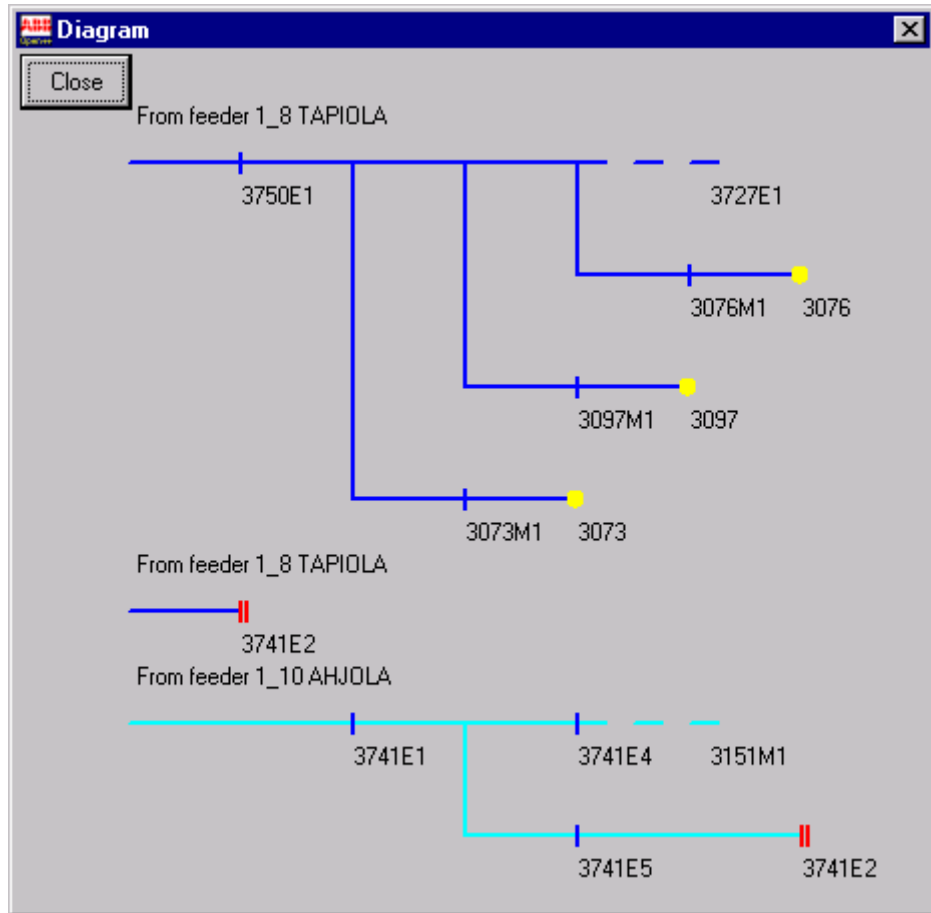 ABB
Diagram
Close
From feeder 1_8 TAPIOLA
3750E1 3727E1
3076M1 3076
3097M1 3097
3073M1 3073
From feeder 1_8 TAPIOLA
3741E2
From feeder 1_10 AHJOLA
3741E1 3741E4 3151M1
3741E5 3741E2